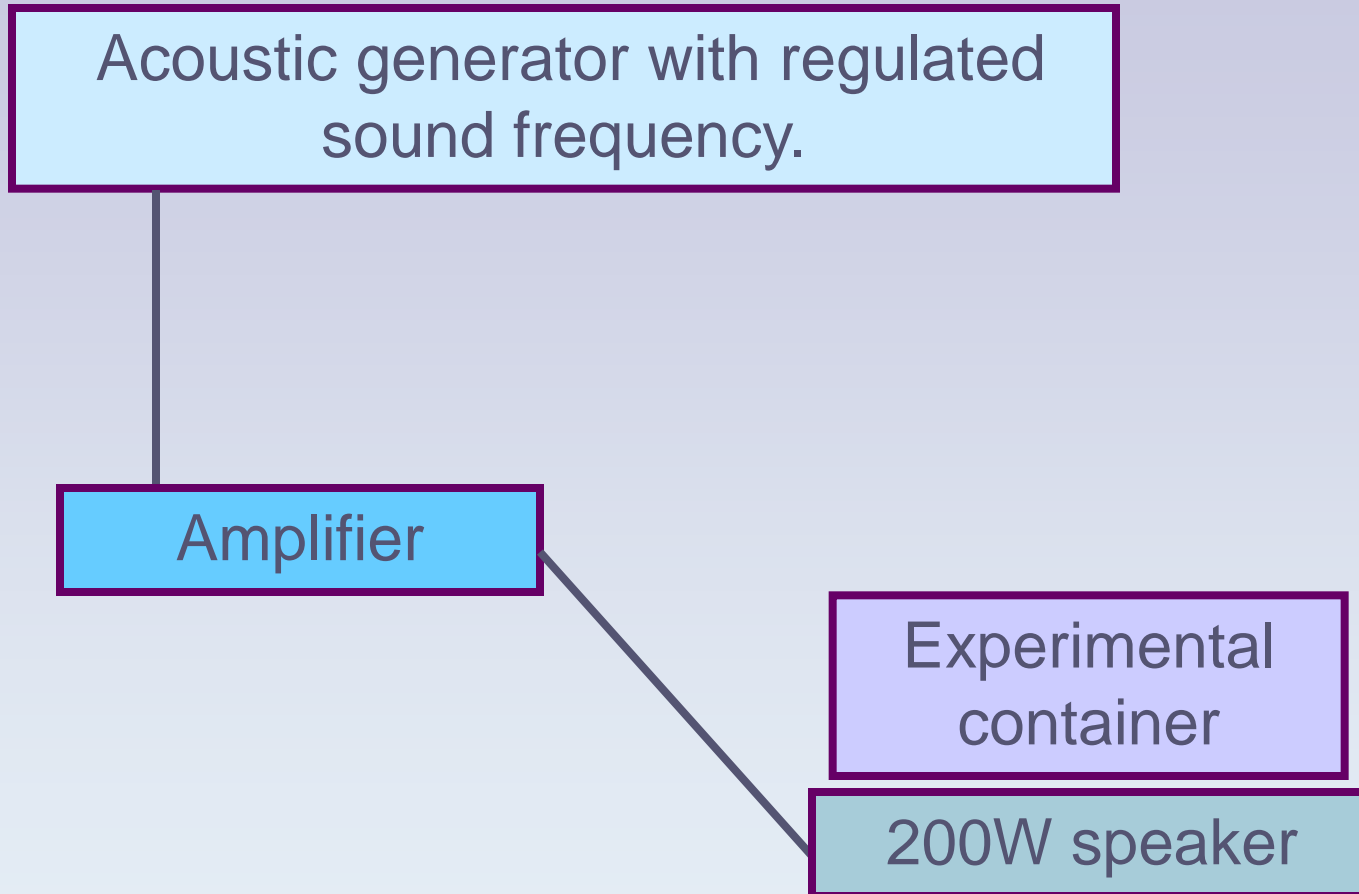 Acoustic generator with regulated
sound frequency.
Amplifier
Experimental
container
200W speaker